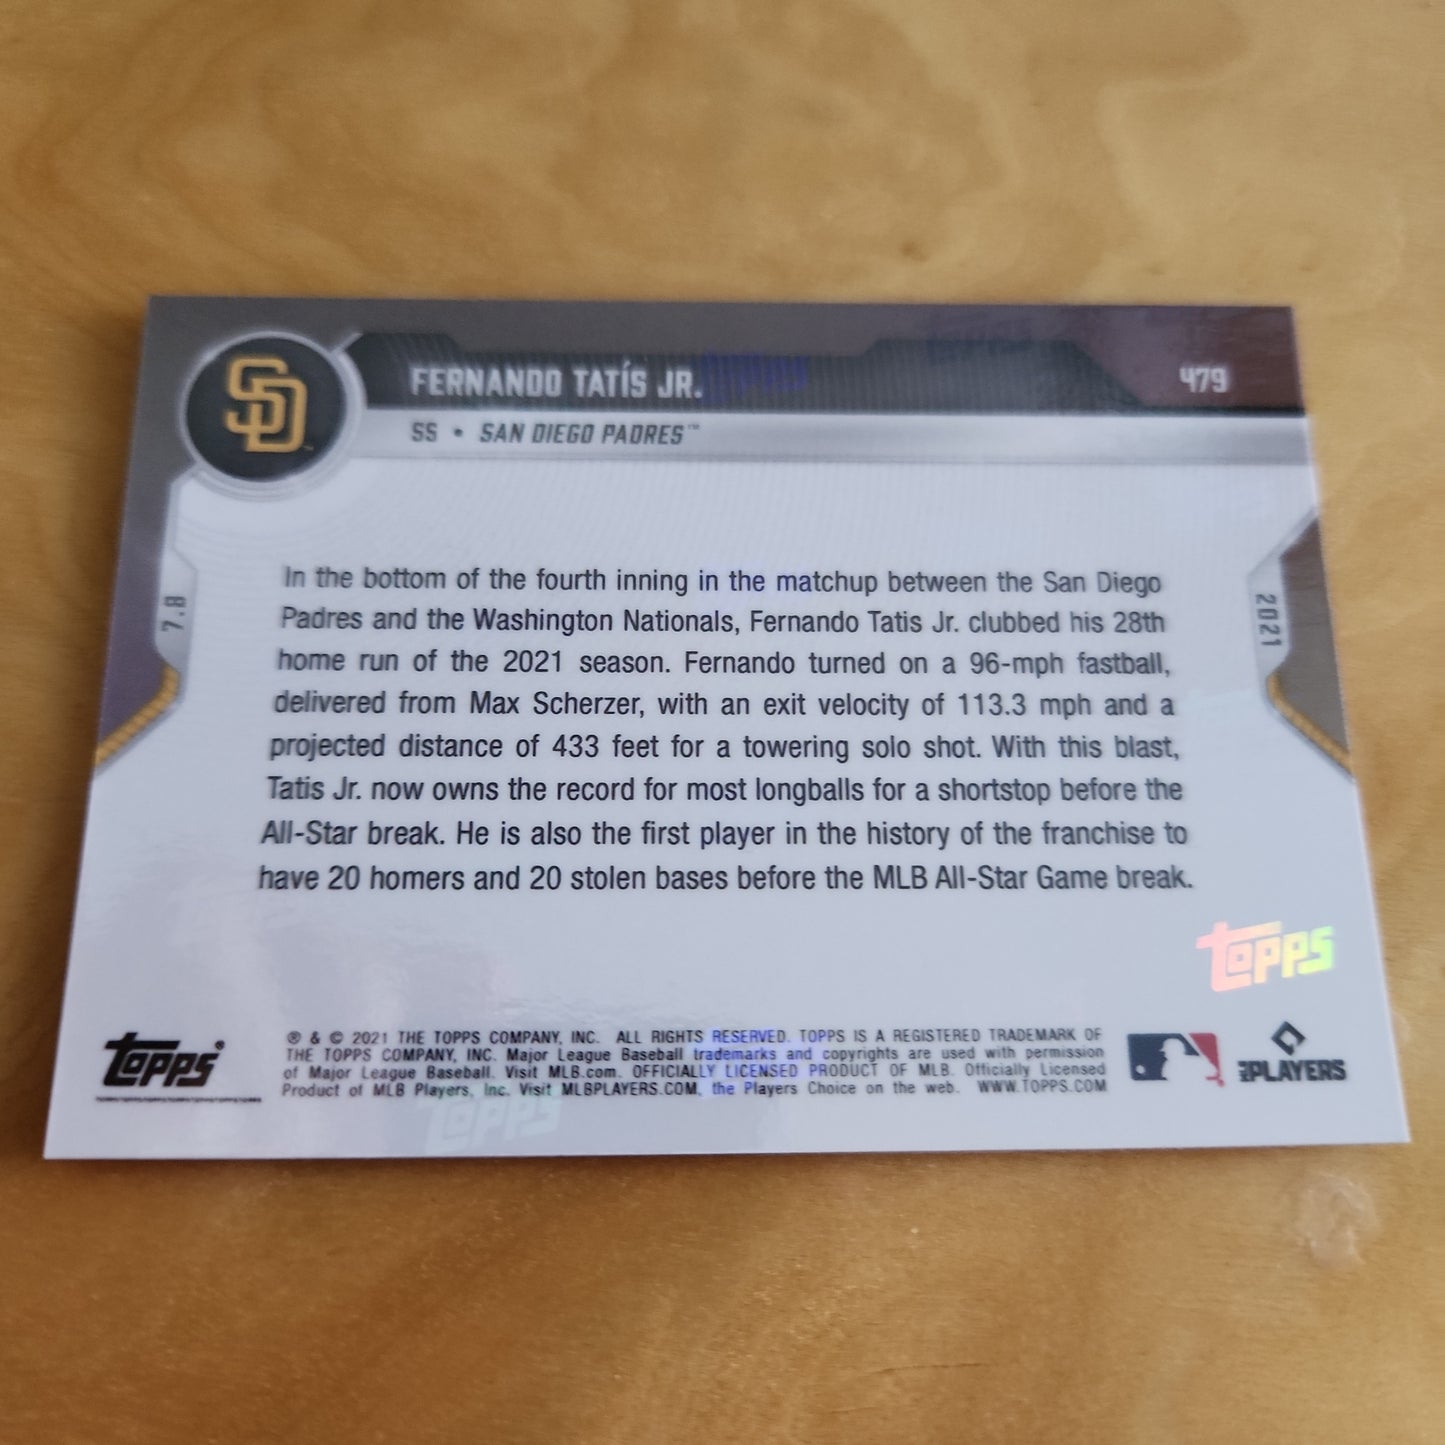 SD
FERNANDO TATÍS JR.
479
SS • SAN DIEGO PADRES™
7.8
2021
In the bottom of the fourth inning in the matchup between the San Diego
Padres and the Washington Nationals, Fernando Tatis Jr. clubbed his 28th
home run of the 2021 season. Fernando turned on a 96-mph fastball,
delivered from Max Scherzer, with an exit velocity of 113.3 mph and a
projected distance of 433 feet for a towering solo shot. With this blast,
Tatis Jr. now owns the record for most longballs for a shortstop before the
All-Star break. He is also the first player in the history of the franchise to
have 20 homers and 20 stolen bases before the MLB All-Star Game break.
TOPPS
TOPPS®
® & © 2021 THE TOPPS COMPANY, INC. ALL RIGHTS RESERVED. TOPPS IS A REGISTERED TRADEMARK OF
THE TOPPS COMPANY, INC. Major League Baseball trademarks and copyrights are used with permission
of Major League Baseball. Visit MLB.com. OFFICIALLY LICENSED PRODUCT OF MLB. Officially Licensed
Product of MLB Players, Inc. Visit MLBPLAYERS.COM, the Players Choice on the web. WWW.TOPPS.COM
MLB PLAYERS
TOPPS